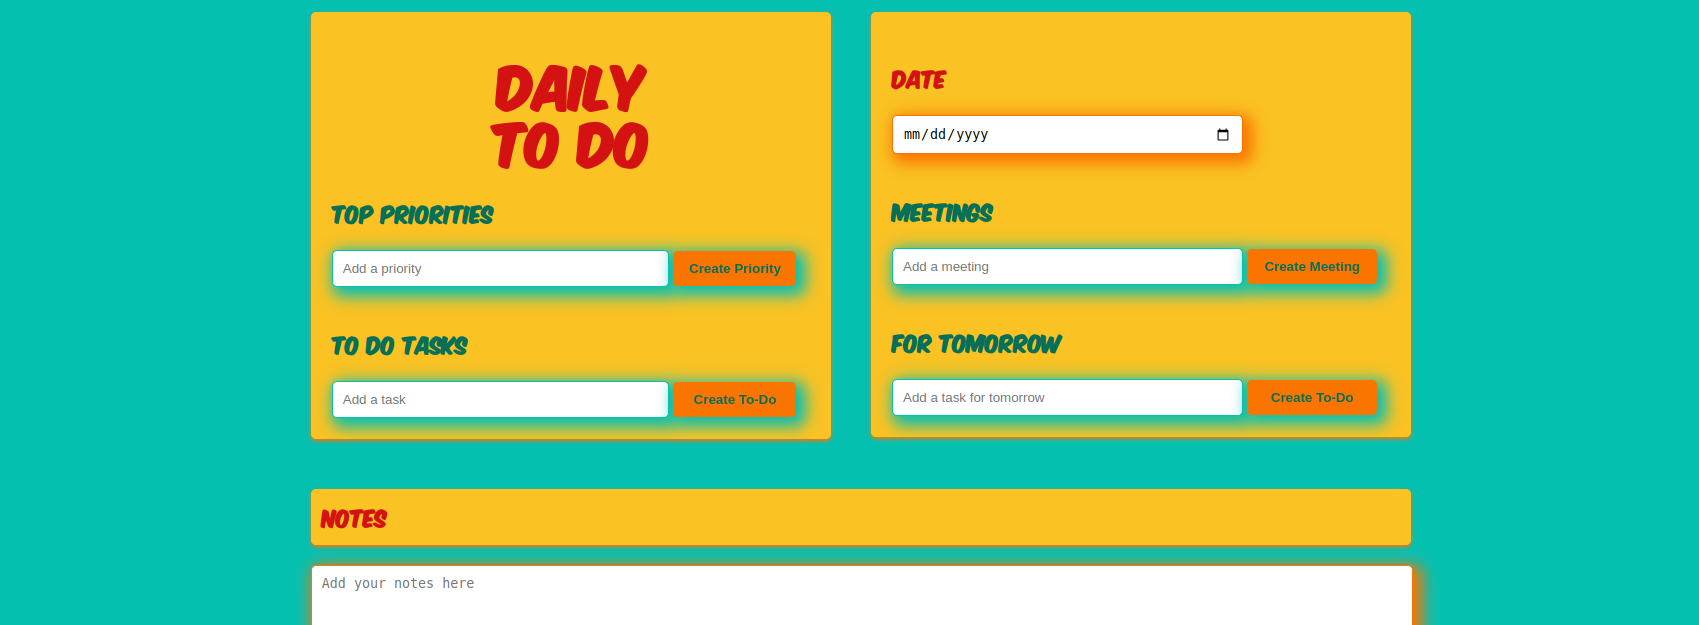 DAILY
TO DO
TOP PRIORITIES
Add a priority
Create Priority
TO DO TASKS
Add a task
Create To-Do
DATE
mm/dd/yyyy
MEETINGS
Add a meeting
Create Meeting
FOR TOMORROW
Add a task for tomorrow
Create To-Do
NOTES
Add your notes here